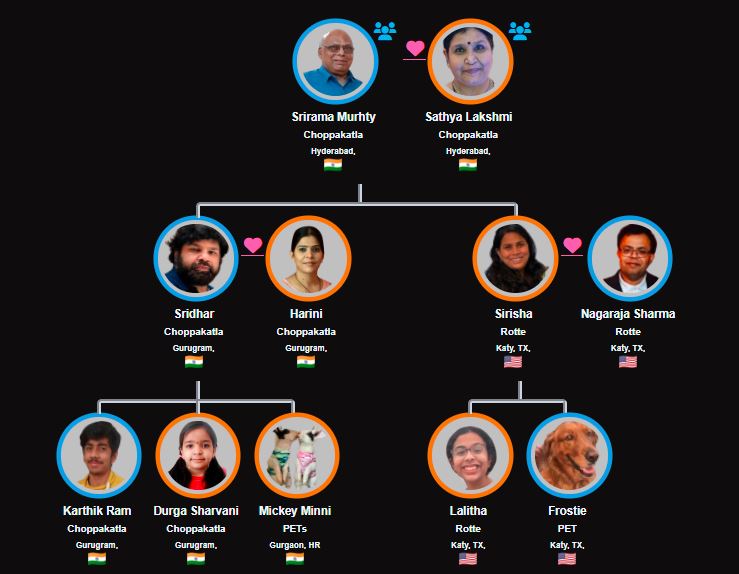 Srirama Murhty
Choppakatla
Hyderabad,
Sathya Lakshmi
Choppakatla
Hyderabad,
Sridhar
Choppakatla
Gurugram,
Harini
Choppakatla
Gurugram,
Sirisha
Rotte
Katy, TX,
Nagaraja Sharma
Rotte
Katy, TX,
Karthik Ram
Choppakatla
Gurugram,
Durga Sharvani
Choppakatla
Gurugram,
Mickey Minni
PETs
Gurgaon, HR
Lalitha
Rotte
Katy, TX,
Frostie
PET
Katy, TX,